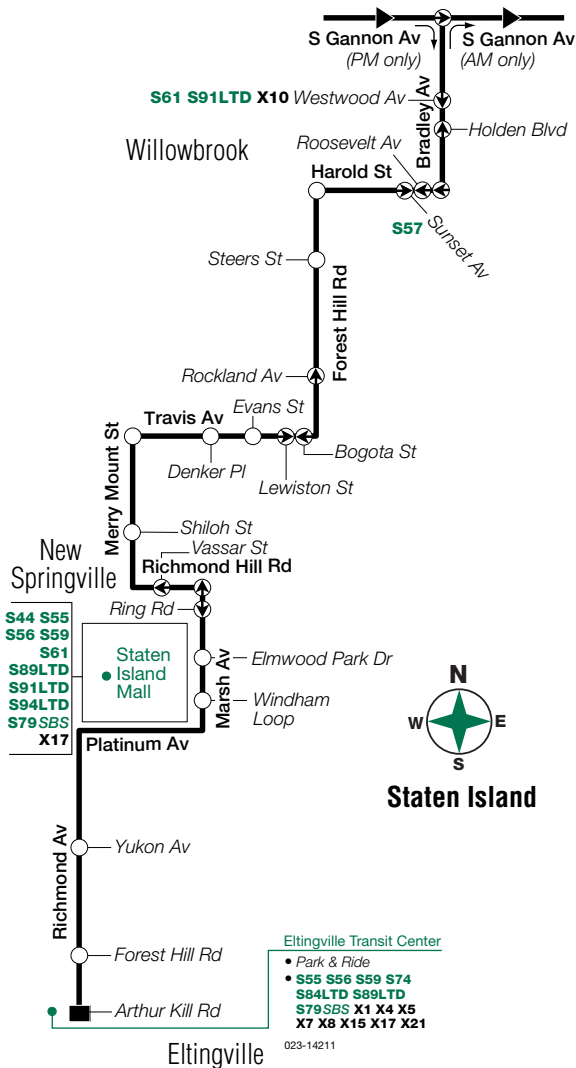 S Gannon Av
(PM only)
S Gannon Av
(AM only)
S61 S91LTD X10 Westwood Av
Bradley Av
Holden Blvd
Willowbrook
Roosevelt Av
Harold St
S57
Sunset Av
Steers St
Forest Hill Rd
Rockland Av
Travis Av
Evans St
Denker Pl
Bogota St
Lewiston St
Merry Mount St
Shiloh St
New
Springville
Vassar St
Richmond Hill Rd
Ring Rd
S44 S55
S56 S59
S61
S89LTD
S91LTD
S94LTD
S79SBS
X17
Staten
Island
Mall
Marsh Av
Elmwood Park Dr
Windham
Loop
Platinum Av
N
W
E
S
Staten Island
Richmond Av
Yukon Av
Forest Hill Rd
Arthur Kill Rd
Eltingville Transit Center
• Park & Ride
• S55 S56 S59 S74
S84LTD S89LTD
S79SBS X1 X4 X5
X7 X8 X15 X17 X21
Eltingville
023-14211